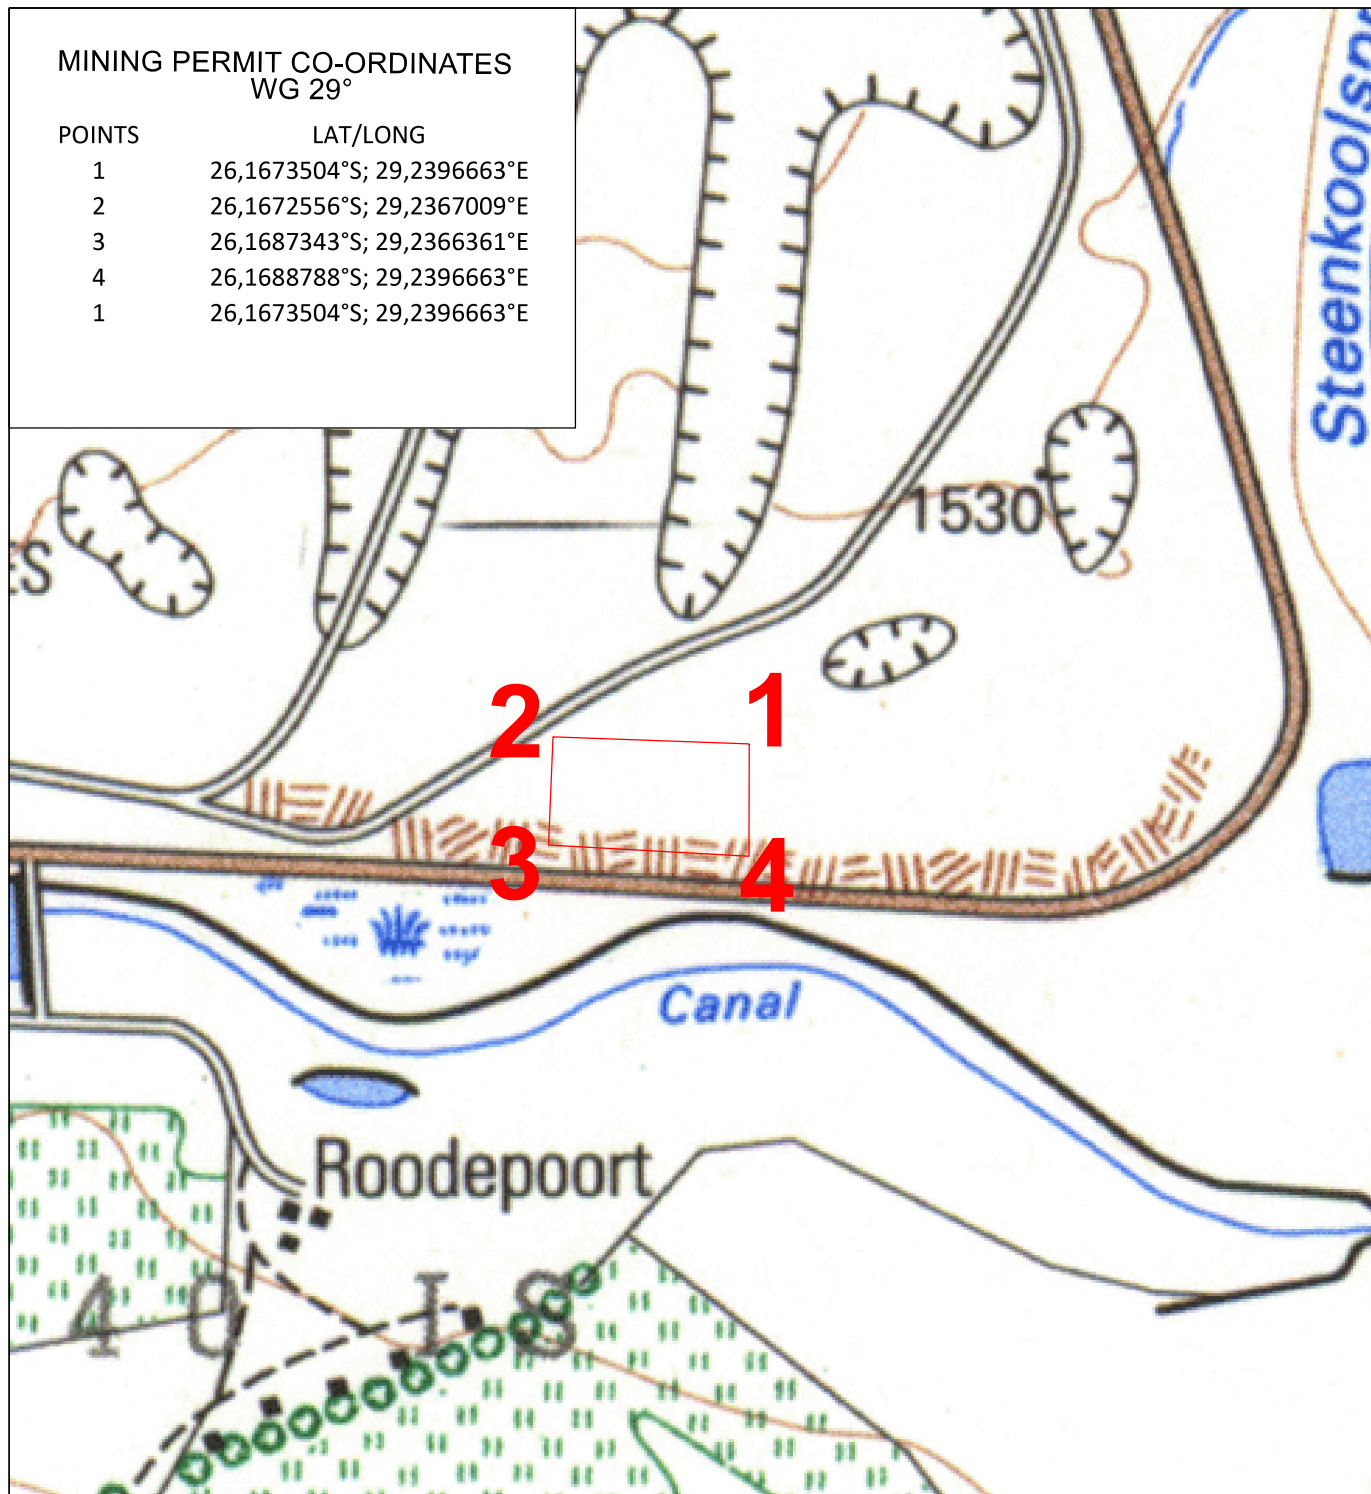 MINING PERMIT CO-ORDINATES
WG 29°
POINTS LAT/LONG
1 26,1673504°S; 29,2396663°E
2 26,1672556°S; 29,2367009°E
3 26,1687343°S; 29,2366361°E
4 26,1688788°S; 29,2396663°E
1 26,1673504°S; 29,2396663°E
1530
2
1
3
4
Canal
Roodepoort
40 IS